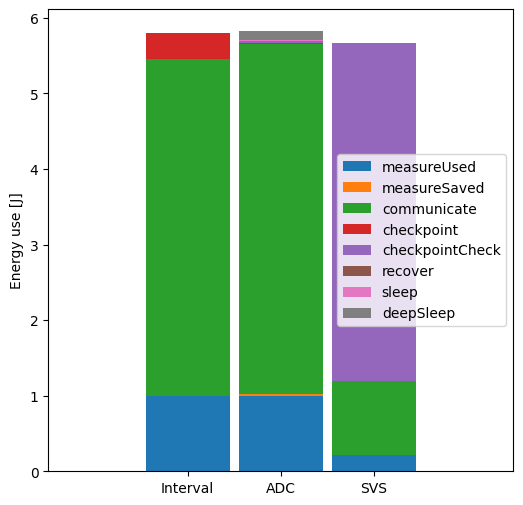 6
5
4
3
2
1
0
Energy use [J]
measureUsed
measureSaved
communicate
checkpoint
checkpointCheck
recover
sleep
deepSleep
Interval
ADC
SVS